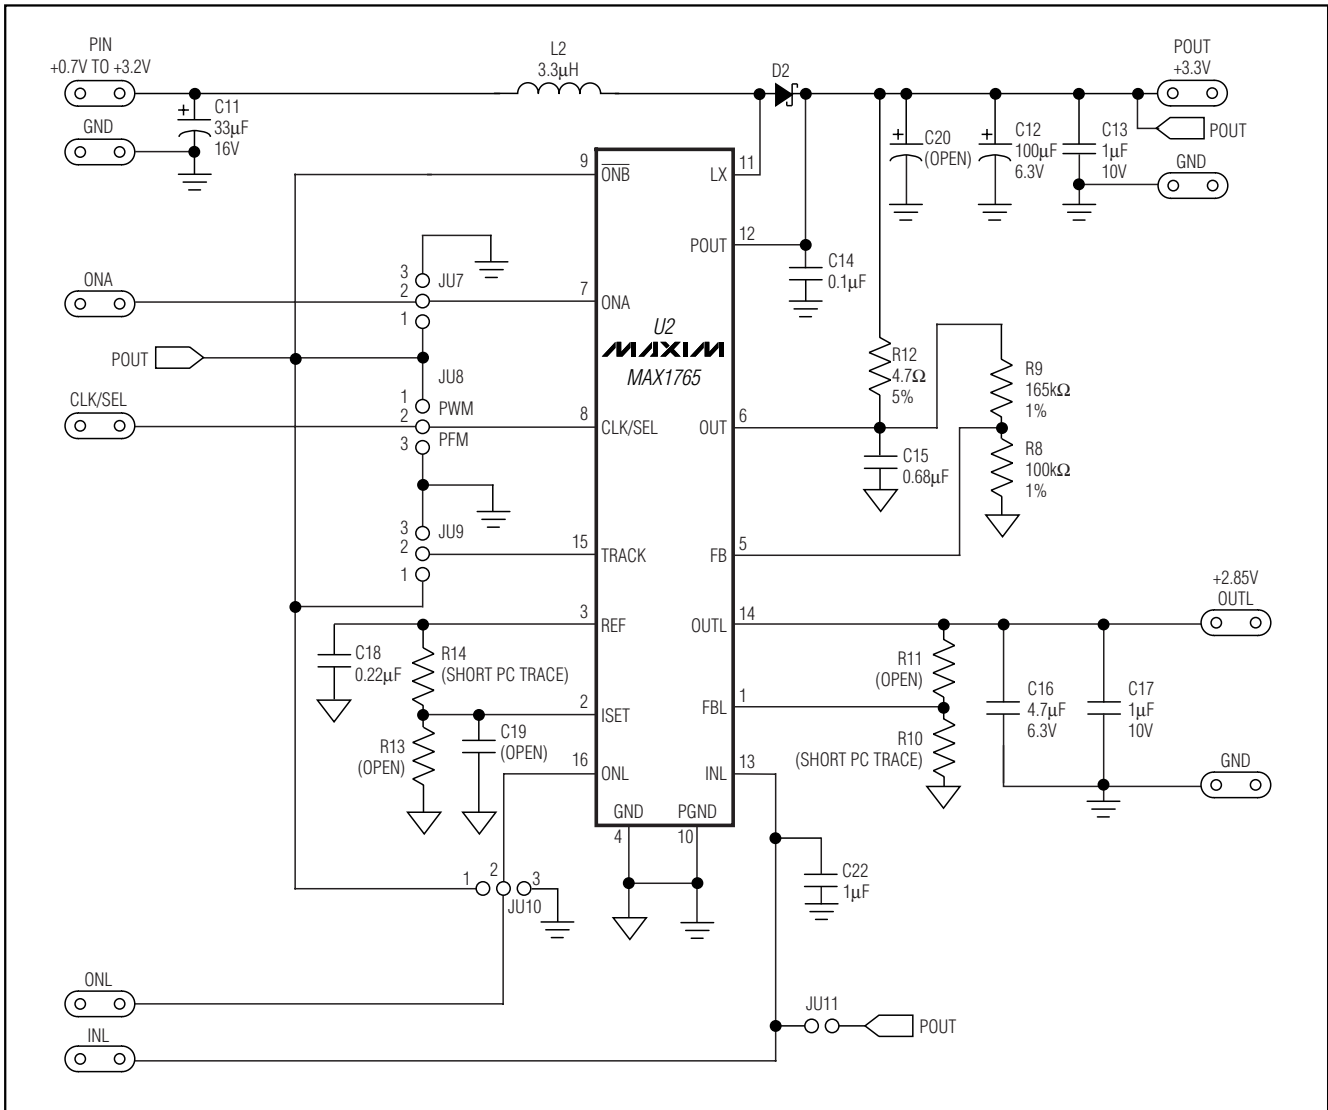 PIN
+0.7V TO +3.2V
GND
C11
33μF
16V
L2
3.3μH
D2
POUT
+3.3V
POUT
GND
C20
(OPEN)
C12
100μF
6.3V
C13
1μF
10V
9
ONB
LX
11
POUT
12
C14
0.1μF
ONA
3
2
1
JU7
7
ONA
U2
MAXIM
MAX1765
POUT
JU8
1
2
3
PWM
PFM
CLK/SEL
8
CLK/SEL
OUT
6
R12
4.7Ω
5%
R9
165kΩ
1%
C15
0.68μF
R8
100kΩ
1%
3
2
1
JU9
15
TRACK
FB
5
3
REF
OUTL
14
+2.85V
OUTL
C18
0.22μF
R14
(SHORT PC TRACE)
R11
(OPEN)
2
ISET
FBL
1
C16
4.7μF
6.3V
C17
1μF
10V
R13
(OPEN)
C19
(OPEN)
R10
(SHORT PC TRACE)
16
ONL
INL
13
GND
GND
PGND
4
10
1
2
3
JU10
C22
1μF
ONL
JU11
POUT
INL